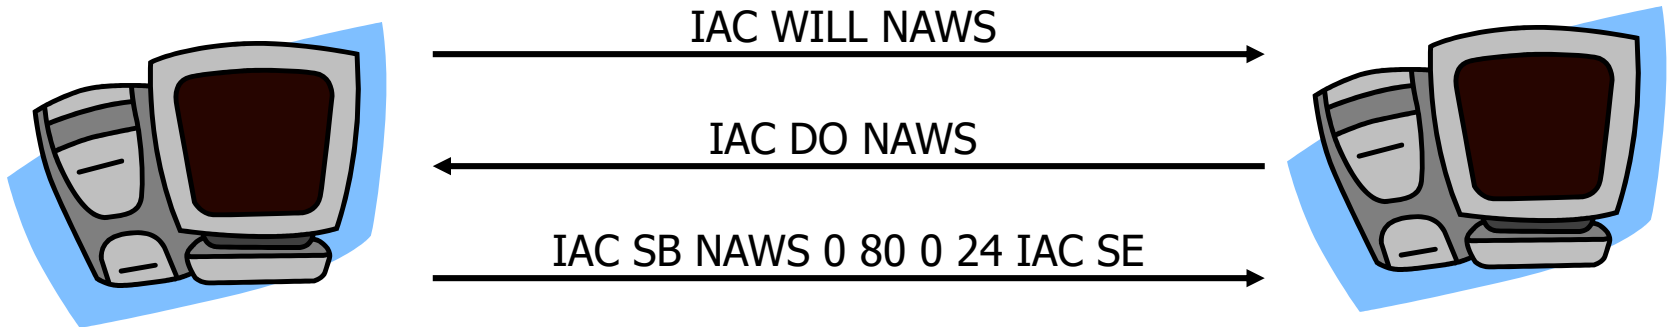 IAC WILL NAWS
IAC DO NAWS
IAC SB NAWS 0 80 0 24 IAC SE